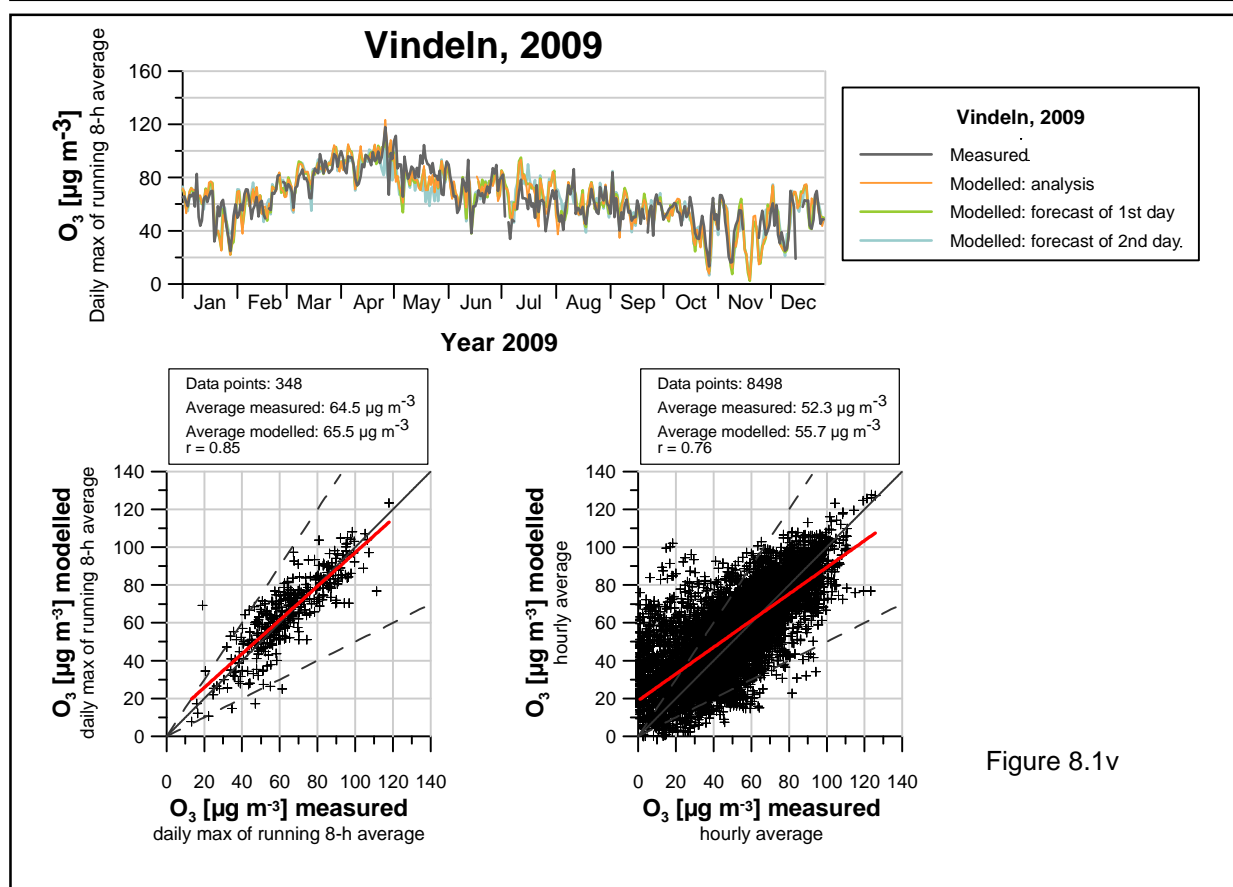 Vindeln, 2009
O3 [µg m-3]
Daily max of running 8-h average
160
120
80
40
0
Jan Feb Mar Apr May Jun Jul Aug Sep Oct Nov Dec
Year 2009
Vindeln, 2009
Measured.
Modelled: analysis
Modelled: forecast of 1st day
Modelled: forecast of 2nd day.
Data points: 348
Average measured: 64.5 µg m-3
Average modelled: 65.5 µg m-3
r = 0.85
O3 [µg m-3] modelled
daily max of running 8-h average
140
120
100
80
60
40
20
0
0 20 40 60 80 100 120 140
O3 [µg m-3] measured
daily max of running 8-h average
Data points: 8498
Average measured: 52.3 µg m-3
Average modelled: 55.7 µg m-3
r = 0.76
O3 [µg m-3] modelled
hourly average
140
120
100
80
60
40
20
0
0 20 40 60 80 100 120 140
O3 [µg m-3] measured
hourly average
Figure 8.1v